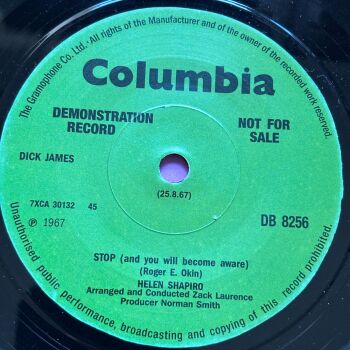 The Gramophone Co. Ltd. · All rights of the Manufacturer and of the owner of the recorded work reserved.
Columbia
DEMONSTRATION RECORD
NOT FOR SALE
DICK JAMES
(25.8.67)
7XCA 30132 45
℗ 1967
DB 8256
STOP (and you will become aware)
(Roger E. Okin)
HELEN SHAPIRO
Arranged and Conducted Zack Laurence
Producer Norman Smith
Unauthorised public performance, broadcasting and copying of this record prohibited.